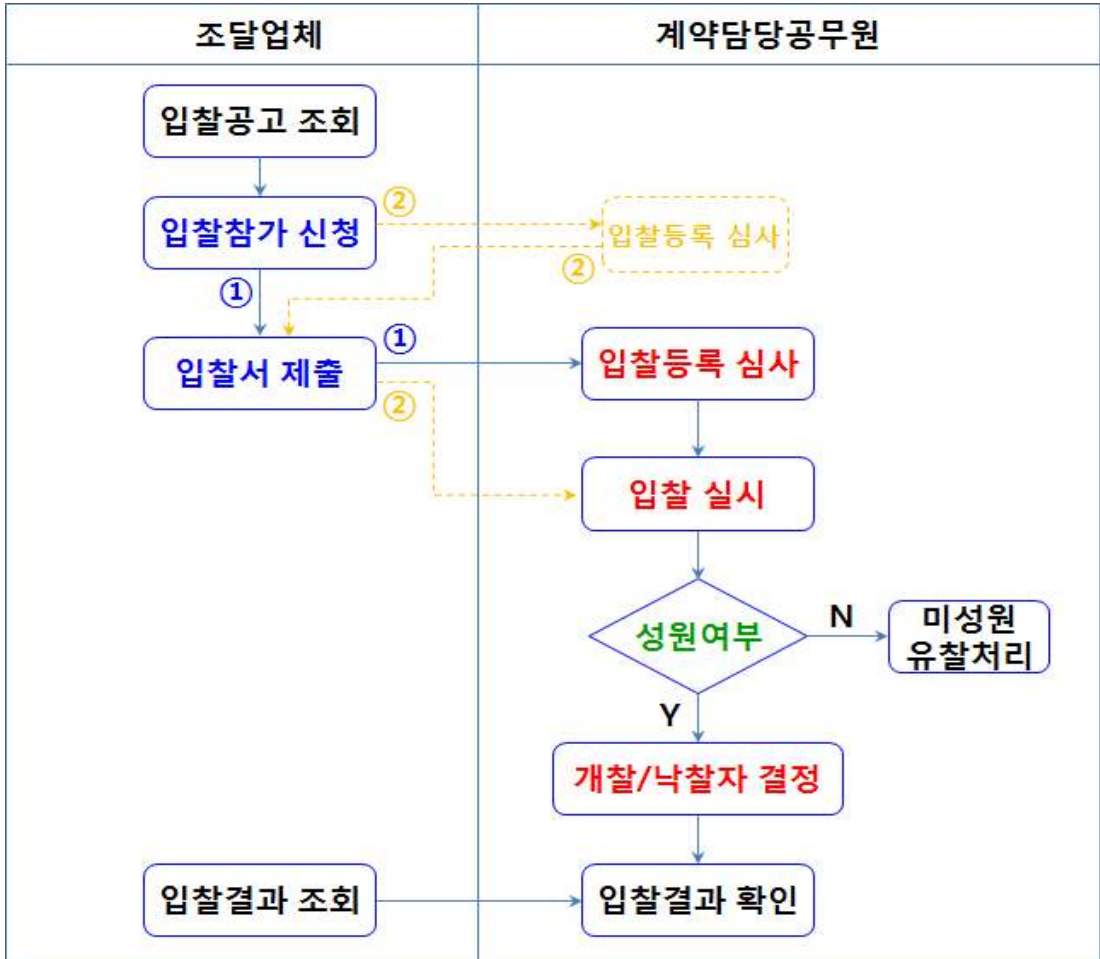 조달업체
계약담당공무원
입찰공고 조회
입찰참가 신청
②
입찰등록 심사
②
①
입찰서 제출
①
②
입찰등록 심사
입찰 실시
성원여부
N
미성원
유찰처리
Y
개찰/낙찰자 결정
입찰결과 조회
입찰결과 확인